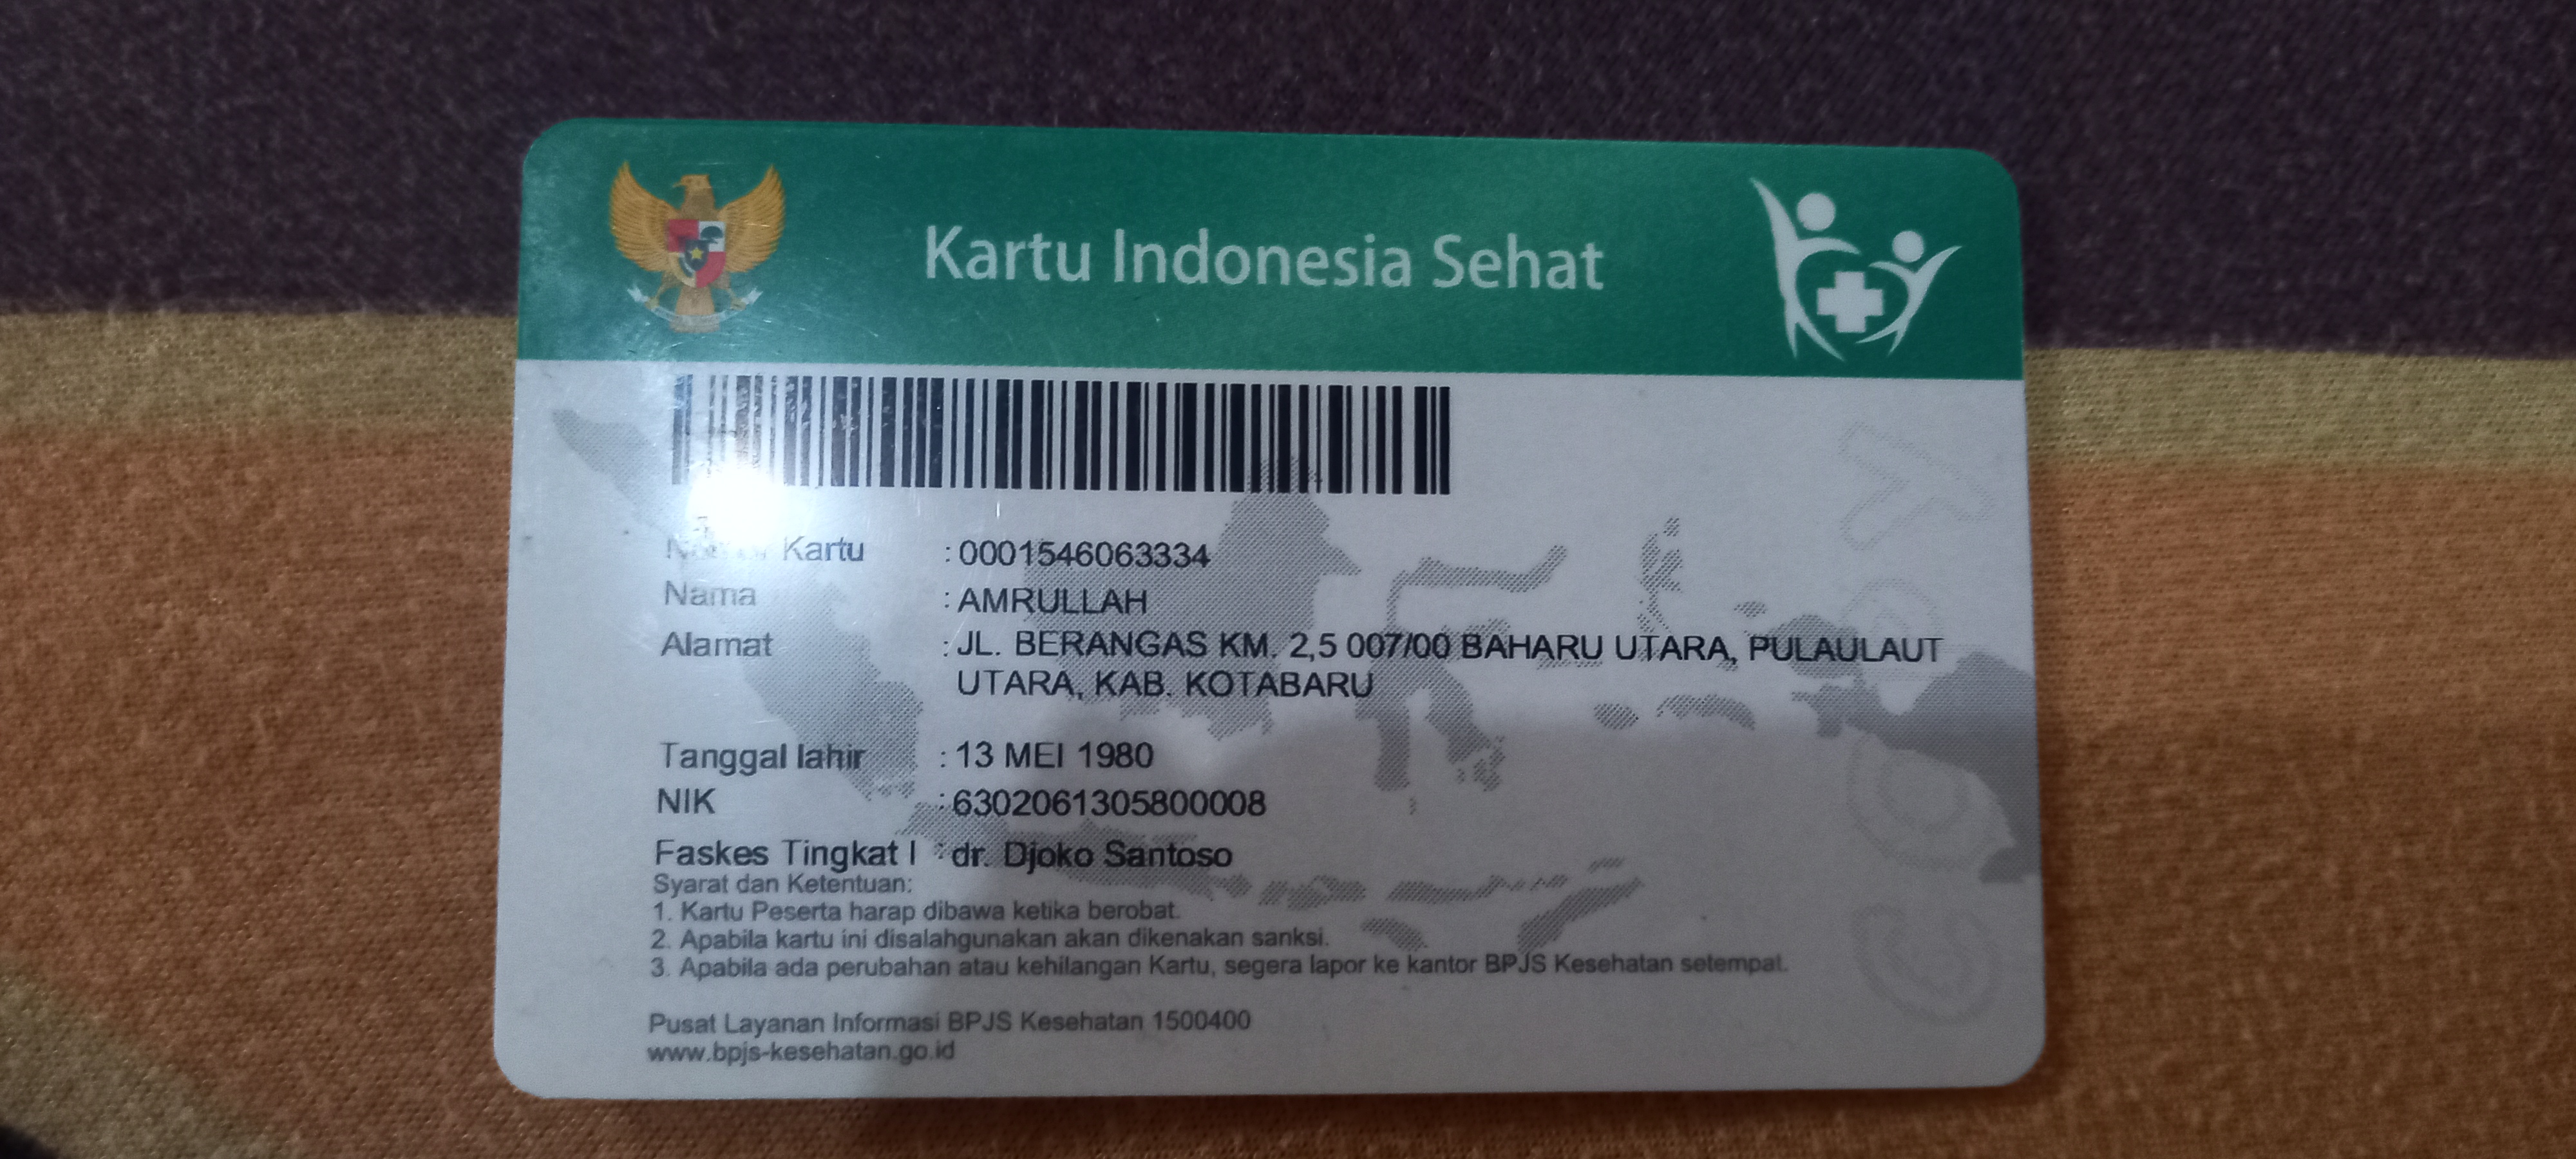 Kartu Indonesia Sehat
Kartu : 0001546063334
Nama : AMRULLAH
Alamat : JL. BERANGAS KM. 2,5 007/00 BAHARU UTARA, PULAULAUT
UTARA, KAB. KOTABARU
Tanggal lahir : 13 MEI 1980
NIK : 6302061305800008
Faskes Tingkat I : dr. Djoko Santoso
Syarat dan Ketentuan:
1. Kartu Peserta harap dibawa ketika berobat.
2. Apabila kartu ini disalahgunakan akan dikenakan sanksi.
3. Apabila ada perubahan atau kehilangan Kartu, segera lapor ke kantor BPJS Kesehatan setempat.
Pusat Layanan Informasi BPJS Kesehatan 1500400
www.bpjs-kesehatan.go.id